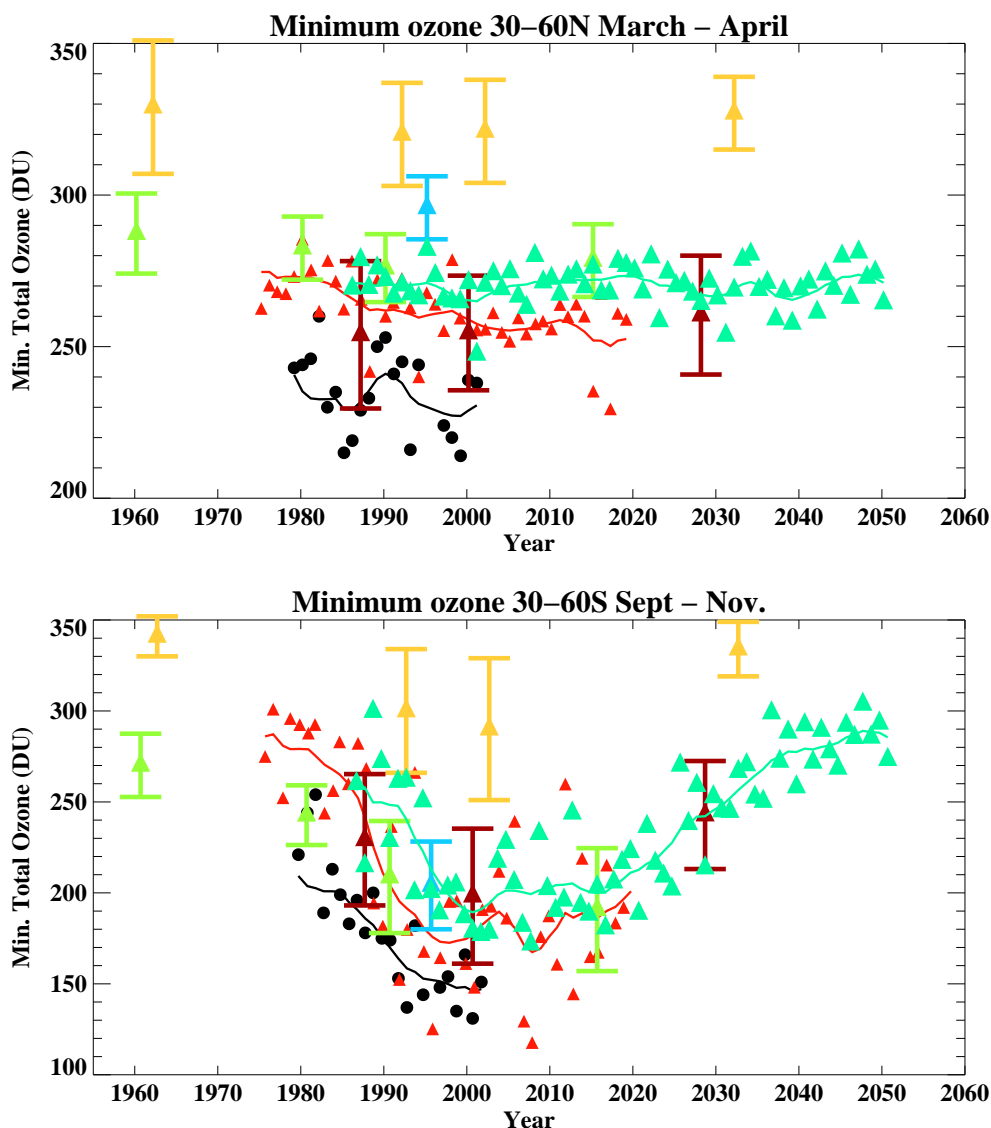 Minimum ozone 30–60N March – April
350
300
250
200
Min. Total Ozone (DU)
1960 1970 1980 1990 2000 2010 2020 2030 2040 2050 2060
Year
Minimum ozone 30–60S Sept – Nov.
350
300
250
200
150
100
Min. Total Ozone (DU)
1960 1970 1980 1990 2000 2010 2020 2030 2040 2050 2060
Year